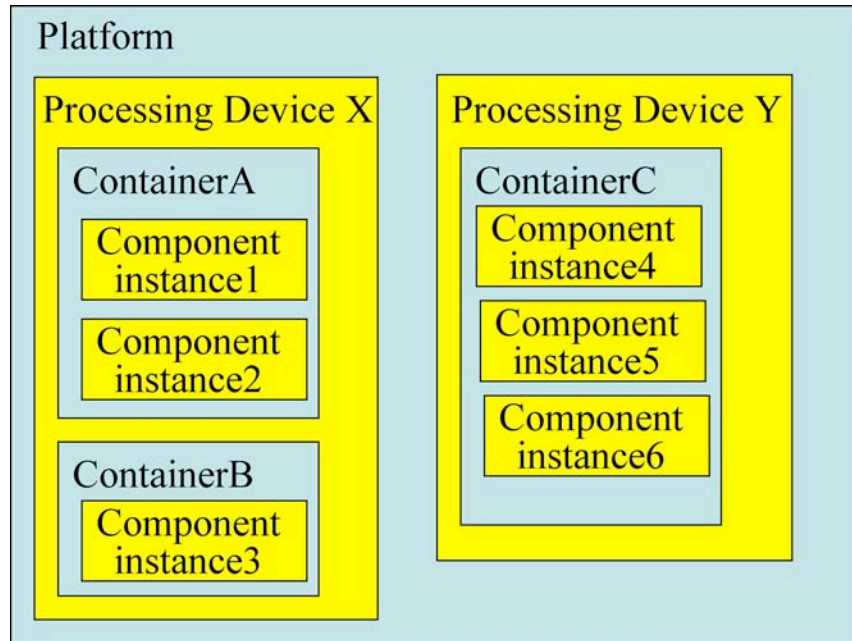 Platform
Processing Device X
ContainerA
Component
instance1
Component
instance2
ContainerB
Component
instance3
Processing Device Y
ContainerC
Component
instance4
Component
instance5
Component
instance6